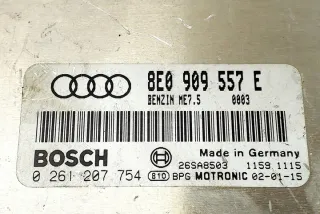 8E0 909 557 E
BENZIN ME7.5 0003
BOSCH Made in Germany
26SA8503 1159 1115
0 261 207 754 810 BPG MOTRONIC 02-01-15